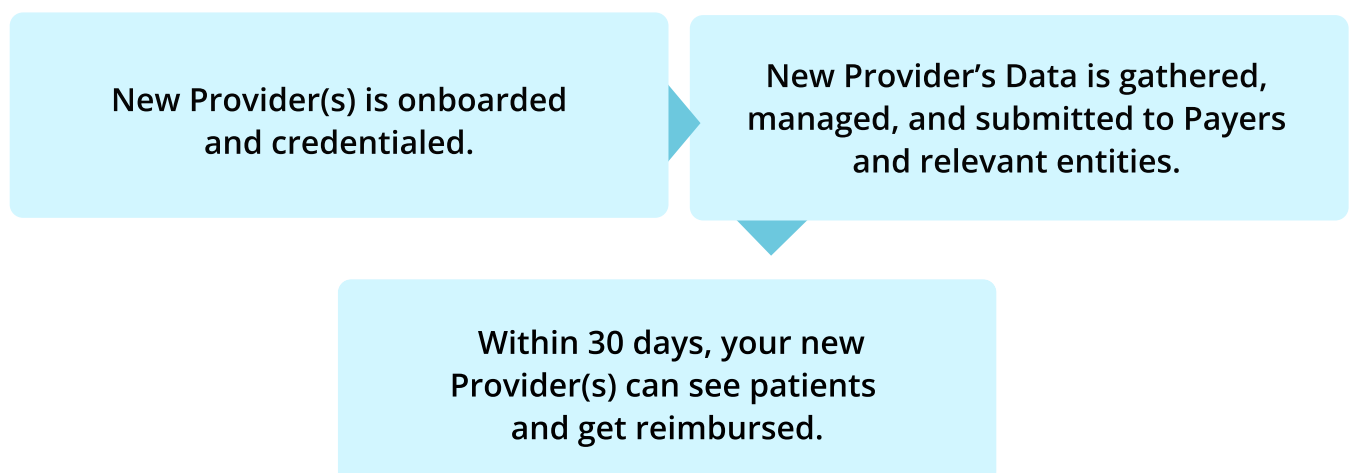 New Provider(s) is onboarded
and credentialed.
New Provider’s Data is gathered,
managed, and submitted to Payers
and relevant entities.
Within 30 days, your new
Provider(s) can see patients
and get reimbursed.